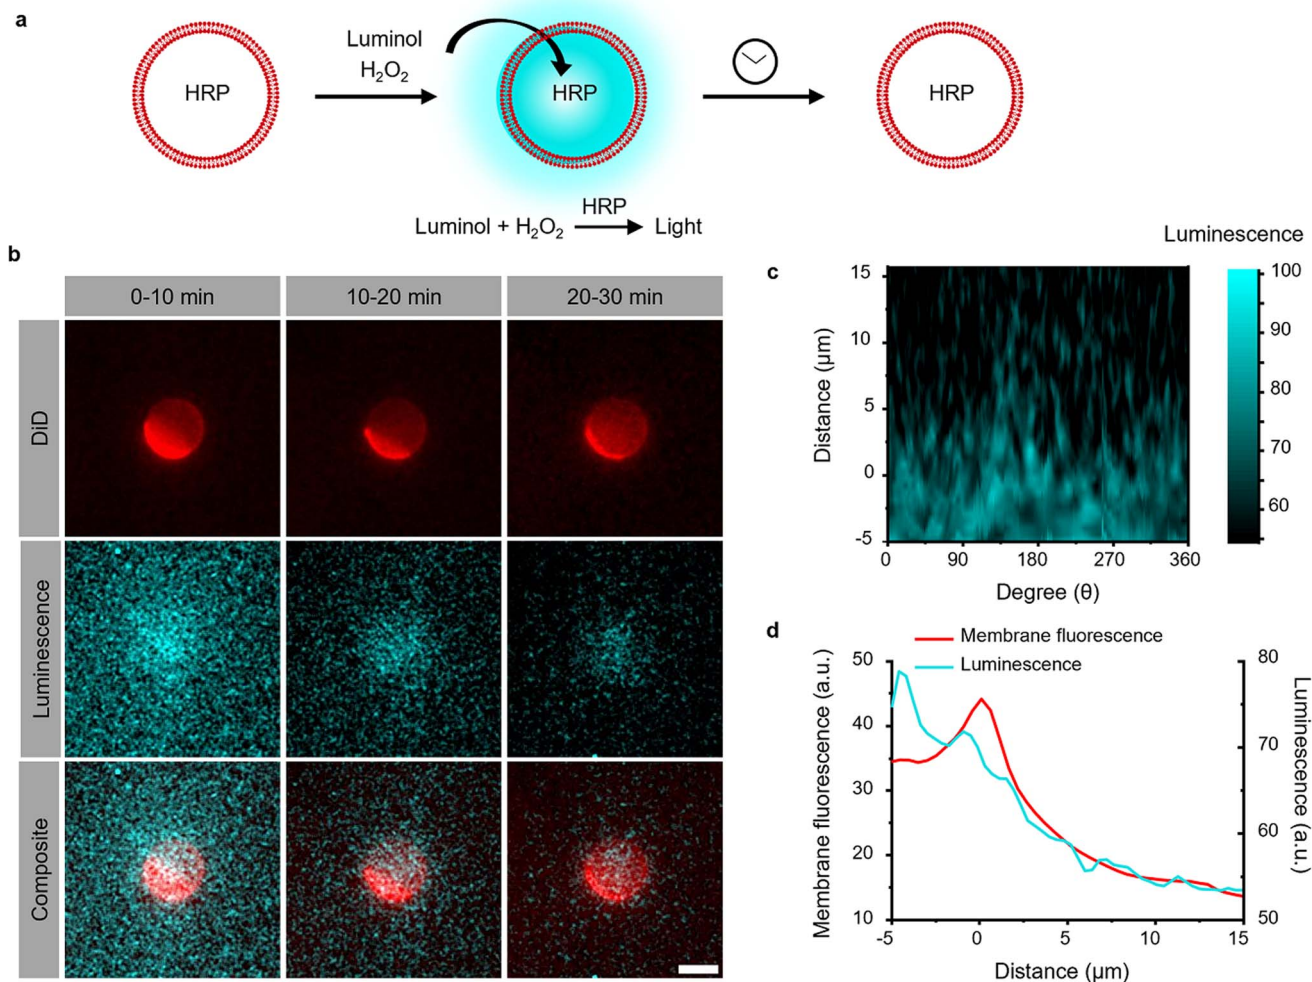 a
HRP
Luminol
H₂O₂
HRP
HRP
HRP
Luminol + H₂O₂ Light
b
0-10 min
10-20 min
20-30 min
DiD
Luminescence
Composite
c
Luminescence
15
10
5
0
-5
Distance (µm)
0
90
180
270
360
Degree (θ)
100
90
80
70
60
d
Membrane fluorescence
Luminescence
50
40
30
20
10
Membrane fluorescence (a.u.)
80
70
60
50
Luminescence (a.u.)
-5
0
5
10
15
Distance (µm)